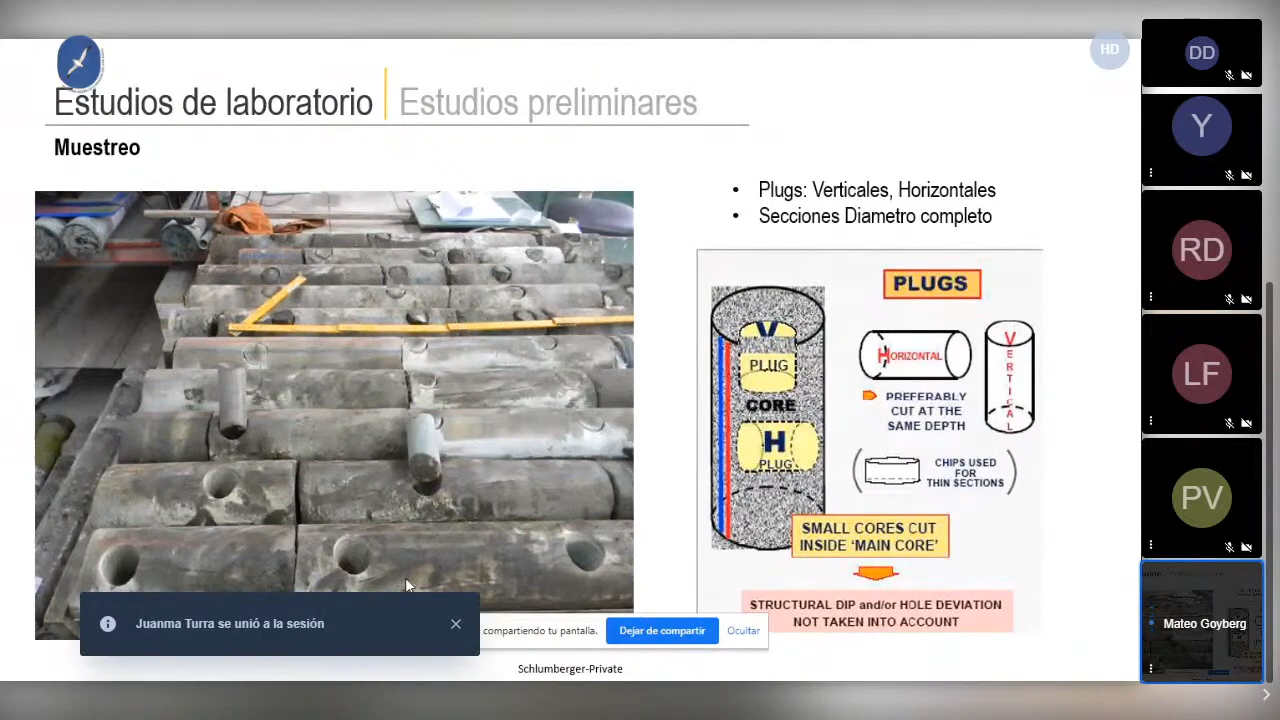 HD
DD
Y
RD
LF
PV
Mateo Goyberg
Estudios de laboratorio
Estudios preliminares
Muestreo
• Plugs: Verticales, Horizontales
• Secciones Diametro completo
PLUGS
V
PLUG
CORE
H
PLUG
HORIZONTAL
VERTICAL
PREFERABLY
CUT AT THE
SAME DEPTH
CHIPS USED
FOR
THIN SECTIONS
SMALL CORES CUT
INSIDE ‘MAIN CORE’
STRUCTURAL DIP and/or HOLE DEVIATION
NOT TAKEN INTO ACCOUNT
Juanma Turra se unió a la sesión
compartiendo tu pantalla.
Dejar de compartir
Ocultar
Schlumberger-Private